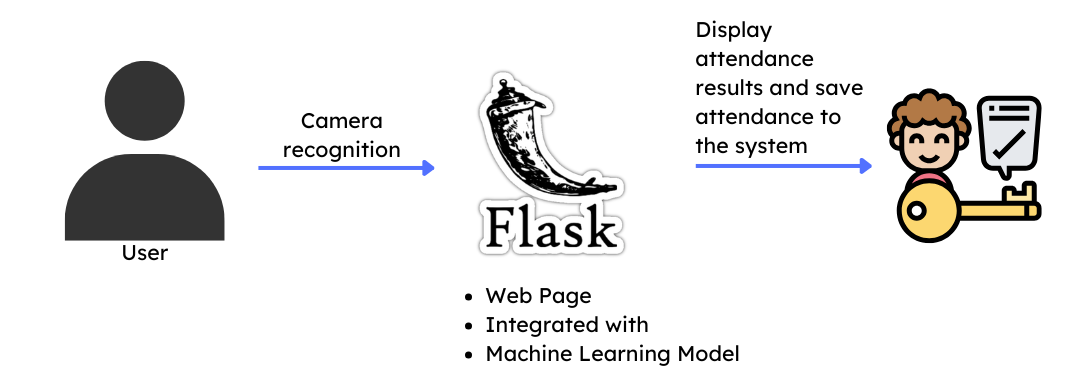 Camera
recognition
User
Flask
• Web Page
• Integrated with
• Machine Learning Model
Display
attendance
results and save
attendance to
the system